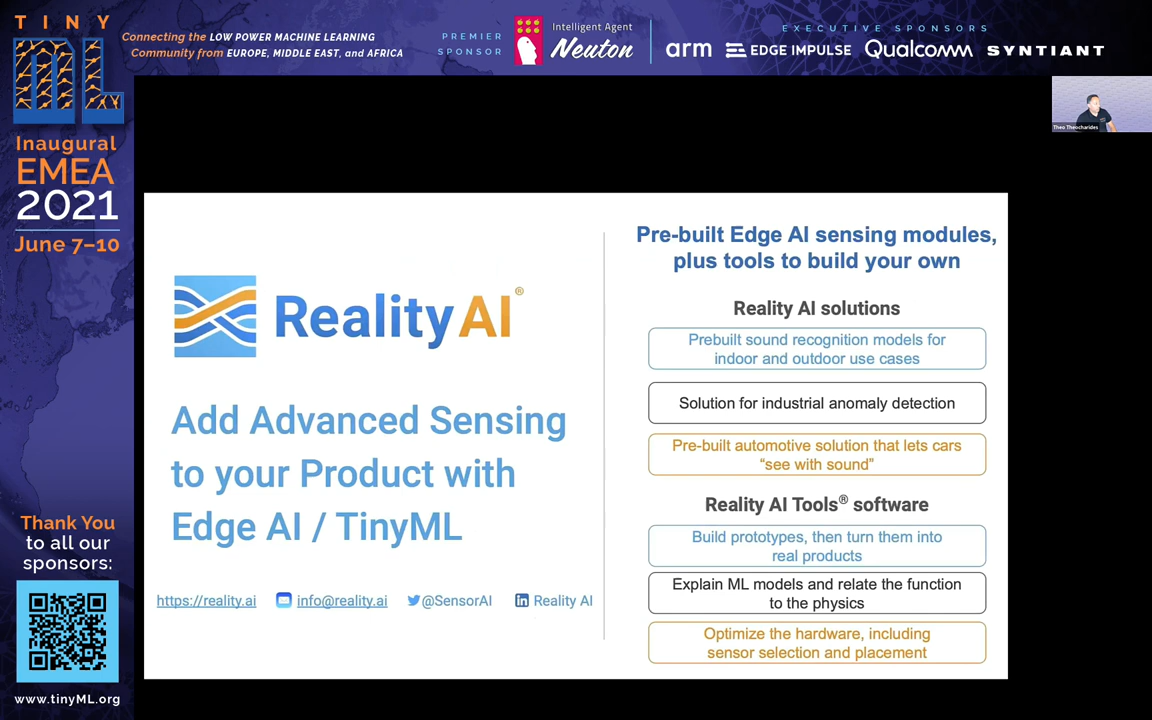 TINY
ML
Connecting the LOW POWER MACHINE LEARNING
Community from EUROPE, MIDDLE EAST, and AFRICA
PREMIER
SPONSOR
Intelligent Agent
Neuton
EXECUTIVE SPONSORS
arm
EDGE IMPULSE
Qualcomm
SYNTIANT
Inaugural
EMEA
2021
June 7–10
Thank You
to all our
sponsors:
www.tinyML.org
Theo Theocharides
Reality AI®
Add Advanced Sensing
to your Product with
Edge AI / TinyML
https://reality.ai
info@reality.ai
@SensorAI
in Reality AI
Pre-built Edge AI sensing modules,
plus tools to build your own
Reality AI solutions
Prebuilt sound recognition models for
indoor and outdoor use cases
Solution for industrial anomaly detection
Pre-built automotive solution that lets cars
“see with sound”
Reality AI Tools® software
Build prototypes, then turn them into
real products
Explain ML models and relate the function
to the physics
Optimize the hardware, including
sensor selection and placement